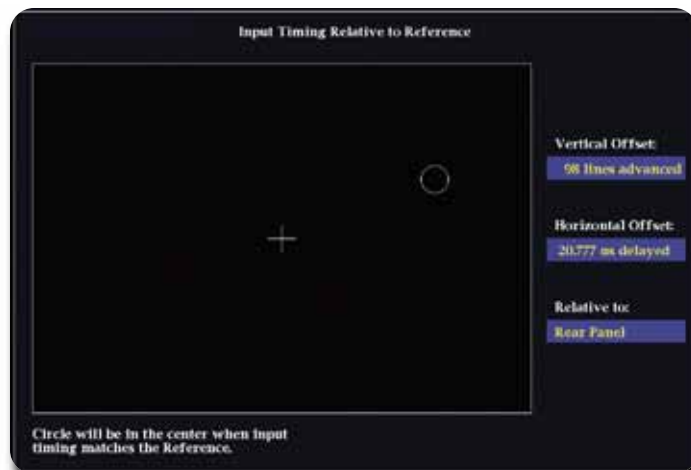 Input Timing Relative to Reference
Vertical Offset:
98 lines advanced
Horizontal Offset:
20.777 us delayed
Relative to:
Rear Panel
Circle will be in the center when input
timing matches the Reference.